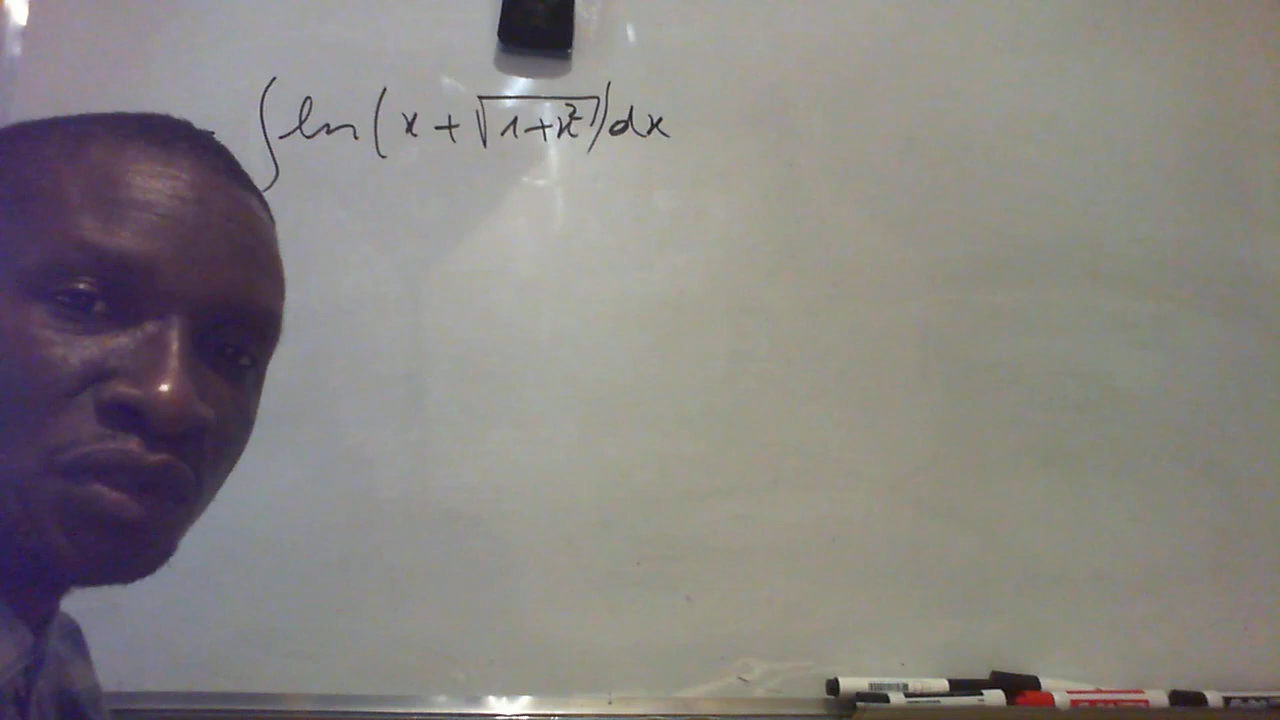 ∫ ln(x + √(1+x²)) dx